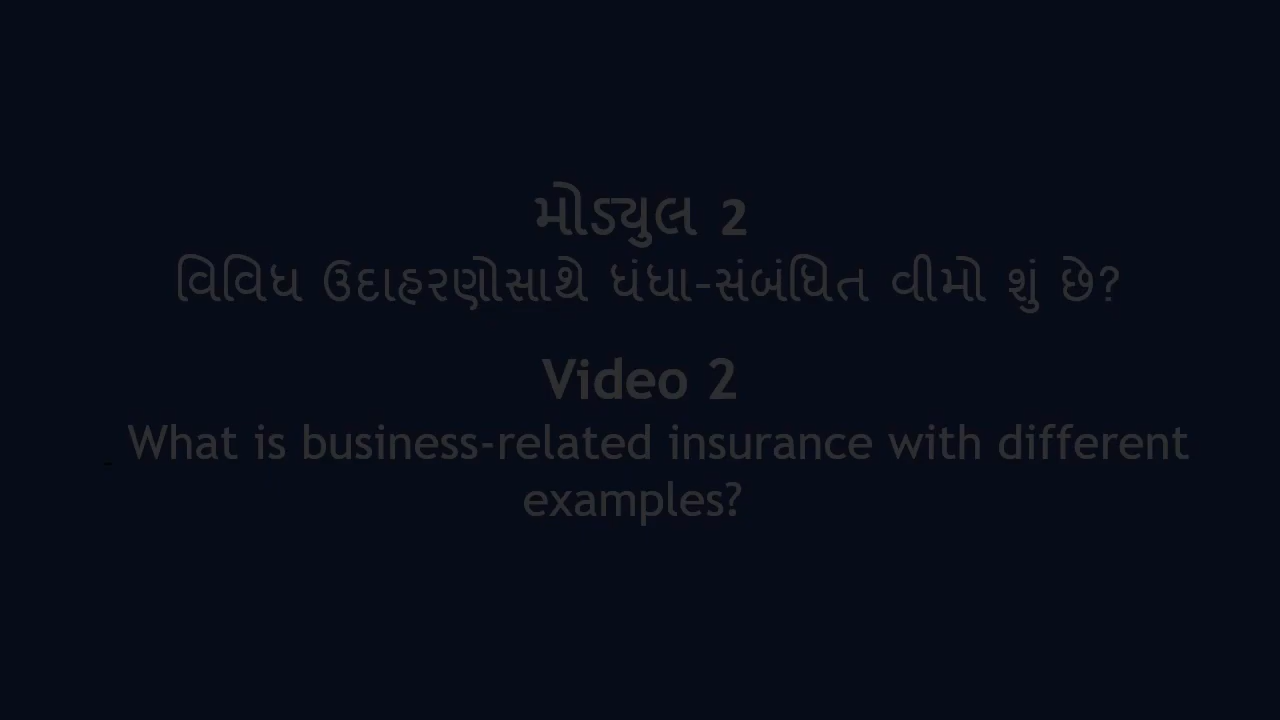 મોડ્યુલ 2
વિવિધ ઉદાહરણોસાથે ધંધા-સંબંધિત વીમો શું છે?
Video 2
What is business-related insurance with different
examples?